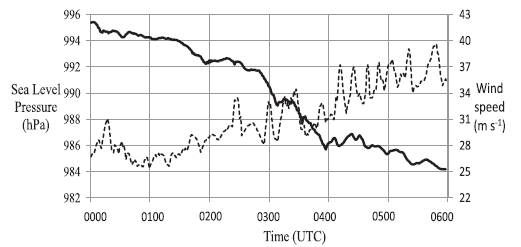 996
994
992
990
988
986
984
982
Sea Level
Pressure
(hPa)
43
40
37
34
31
28
25
22
Wind
speed
(m s⁻¹)
0000 0100 0200 0300 0400 0500 0600
Time (UTC)